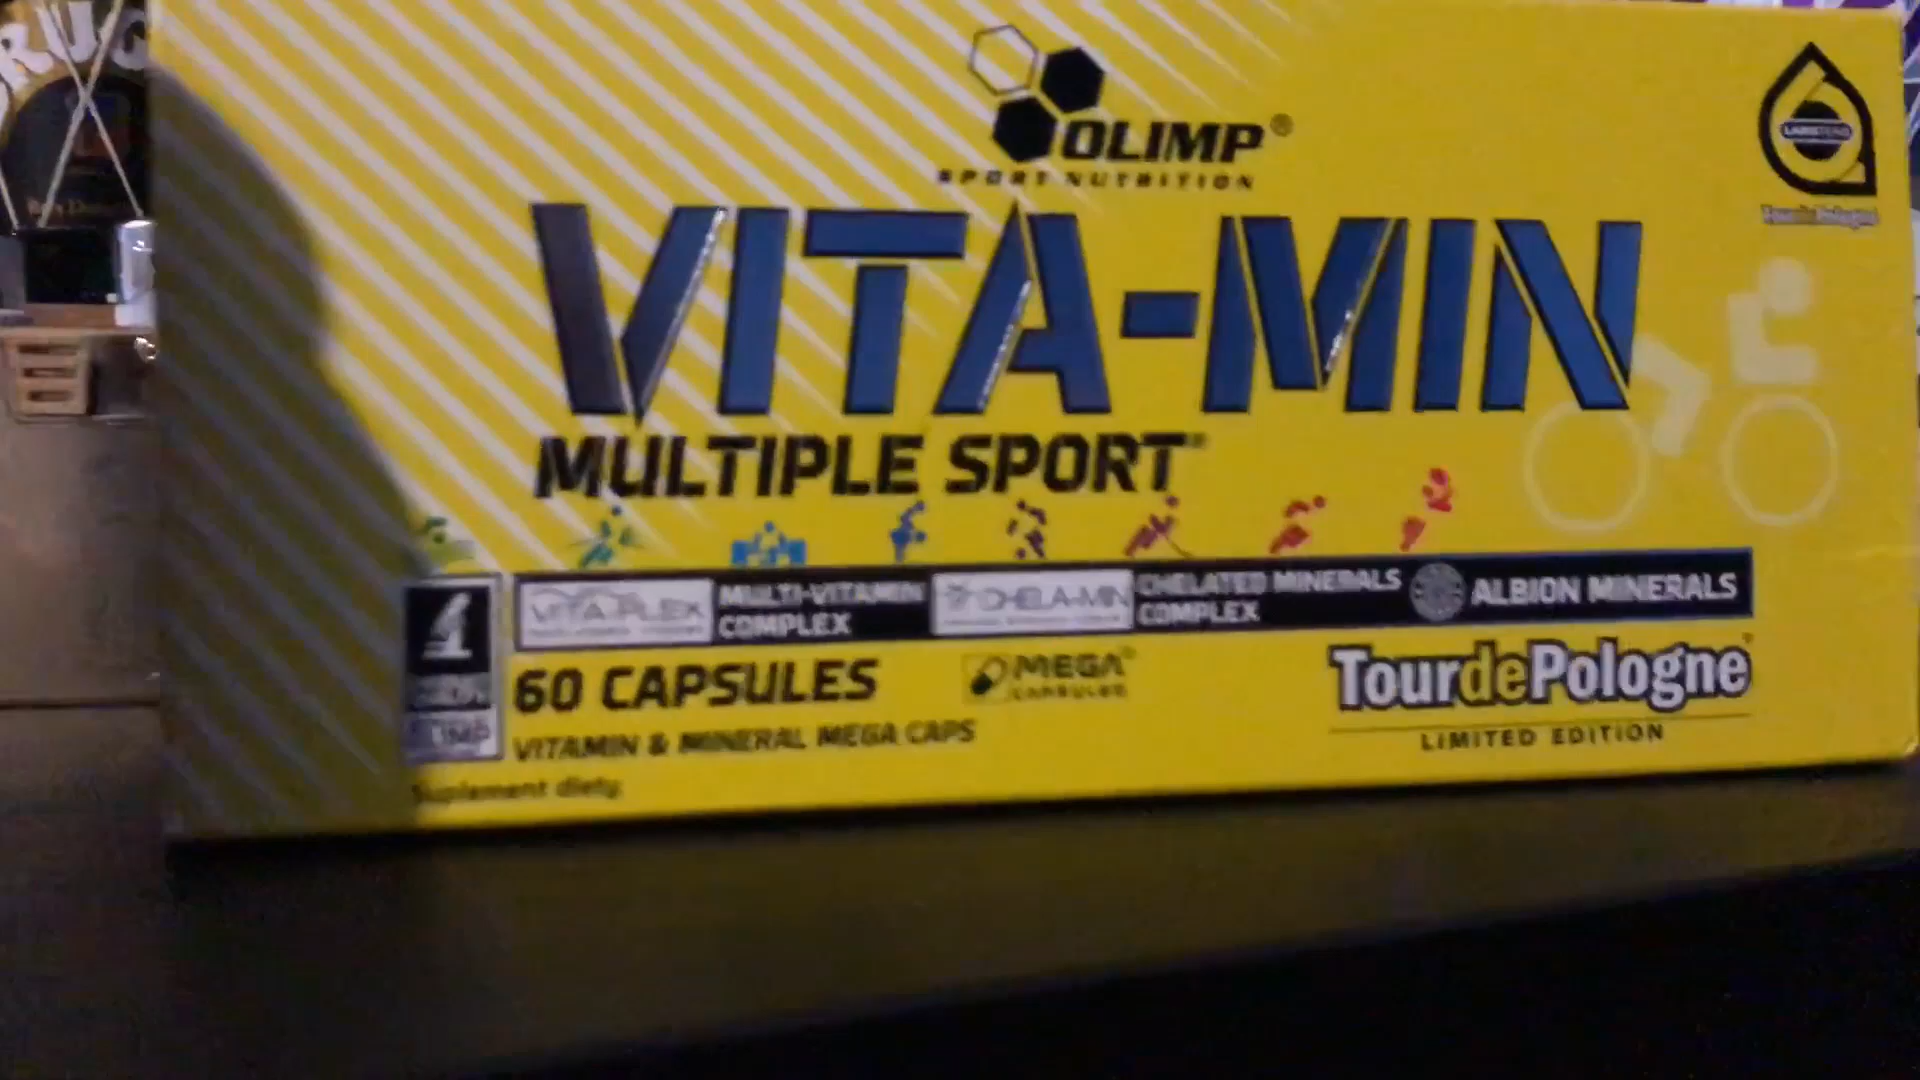 OLIMP®
SPORT NUTRITION
VITA-MIN
MULTIPLE SPORT
VITA-PLEX
MULTI-VITAMIN
COMPLEX
CHELA-MIN
CHELATED MINERALS
COMPLEX
ALBION MINERALS
60 CAPSULES
MEGA
CAPSULES
VITAMIN & MINERAL MEGA CAPS
Suplement diety
TourdePologne
LIMITED EDITION
TourdePologne